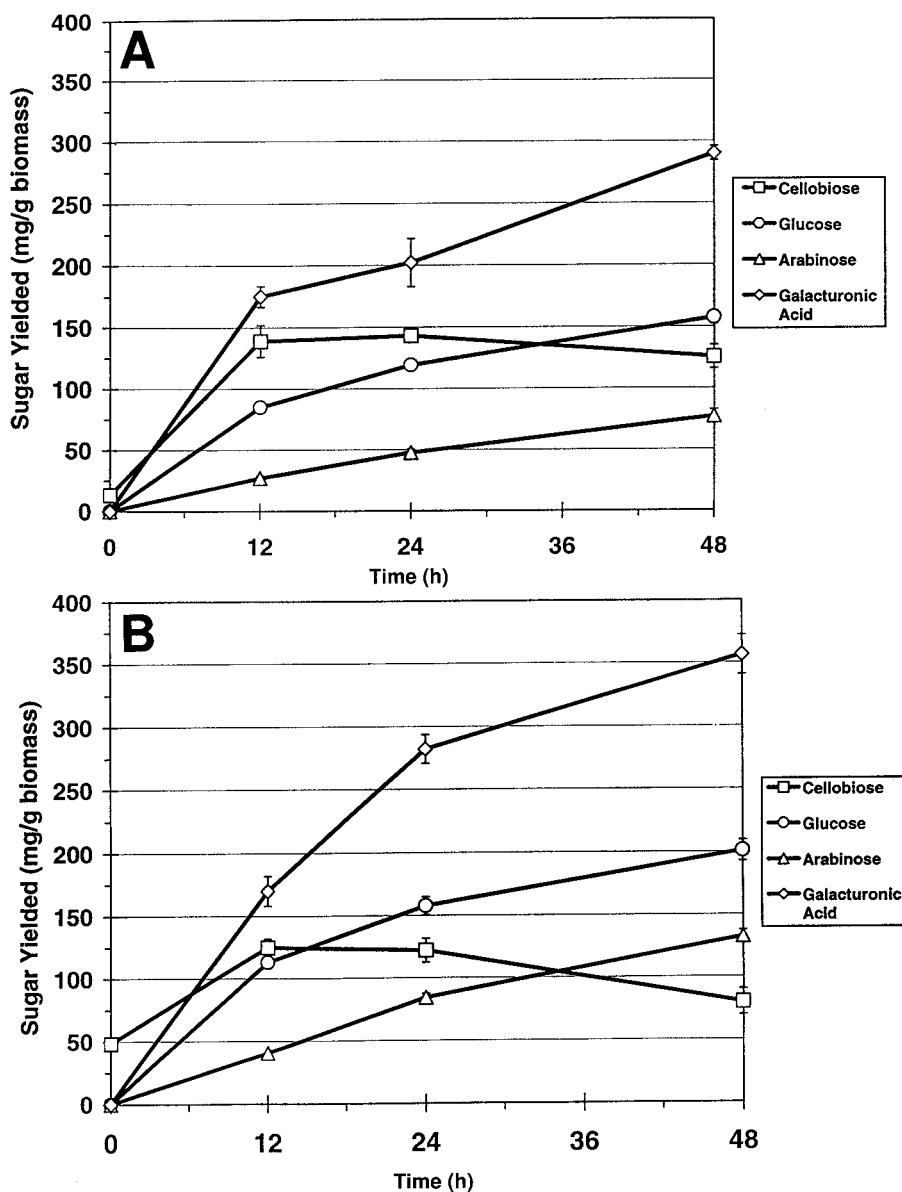 A
400
350
300
250
200
150
100
50
0
Sugar Yielded (mg/g biomass)
0 12 24 36 48
Time (h)
Cellobiose
Glucose
Arabinose
Galacturonic
Acid
B
400
350
300
250
200
150
100
50
0
Sugar Yielded (mg/g biomass)
0 12 24 36 48
Time (h)
Cellobiose
Glucose
Arabinose
Galacturonic
Acid